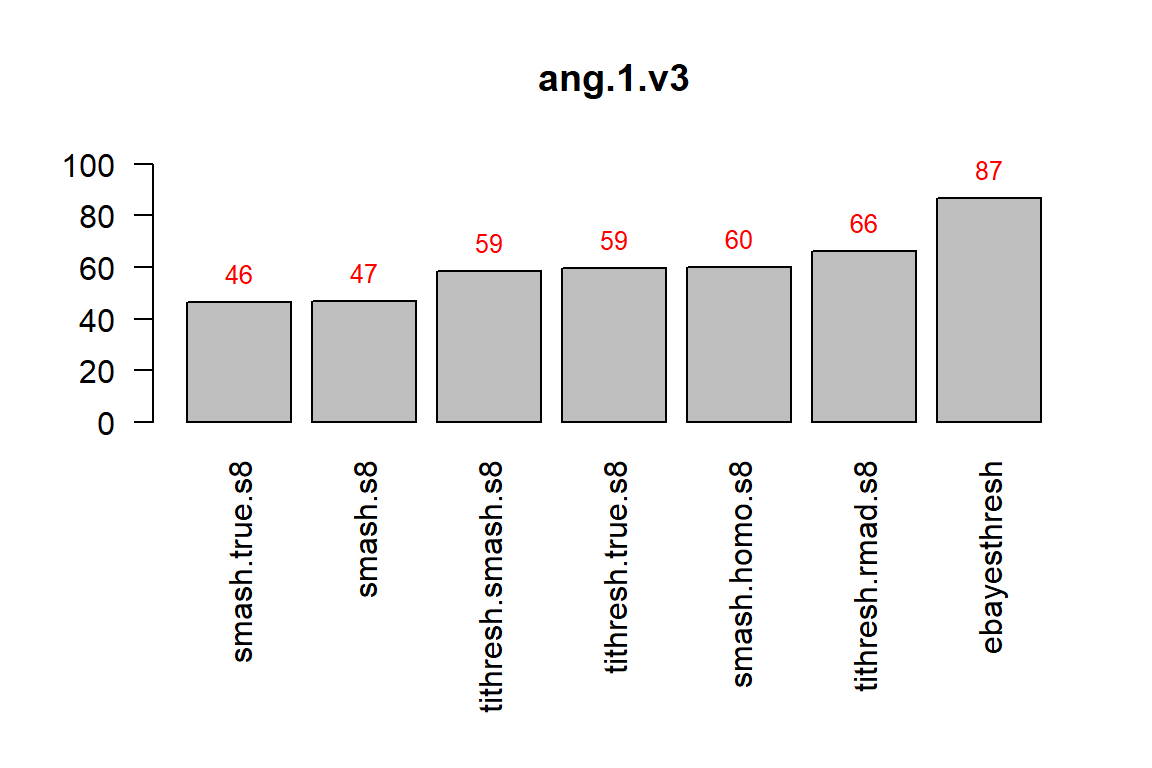 ang.1.v3
100
80
60
40
20
0
46
47
59
59
60
66
87
smash.true.s8
smash.s8
tithresh.smash.s8
tithresh.true.s8
smash.homo.s8
tithresh.rmad.s8
ebayesthresh